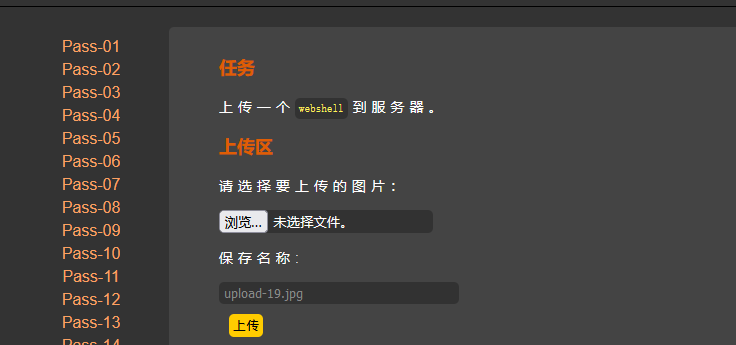 Pass-01
Pass-02
Pass-03
Pass-04
Pass-05
Pass-06
Pass-07
Pass-08
Pass-09
Pass-10
Pass-11
Pass-12
Pass-13
Pass-14
任务
上传一个 webshell 到服务器。
上传区
请选择要上传的图片：
浏览... 未选择文件。
保存名称:
upload-19.jpg
上传